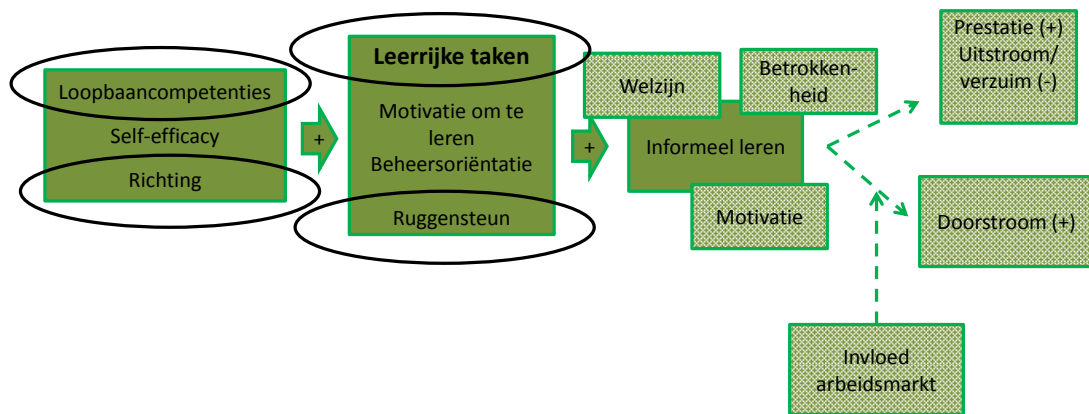 Loopbaancompetenties
Self-efficacy
Richting
+
Leerrijke taken
Motivatie om te
leren
Beheersoriëntatie
Ruggensteun
+
Welzijn
Betrokken-
heid
Informeel leren
Motivatie
Prestatie (+)
Uitstroom/
verzuim (-)
Doorstroom (+)
Invloed
arbeidsmarkt